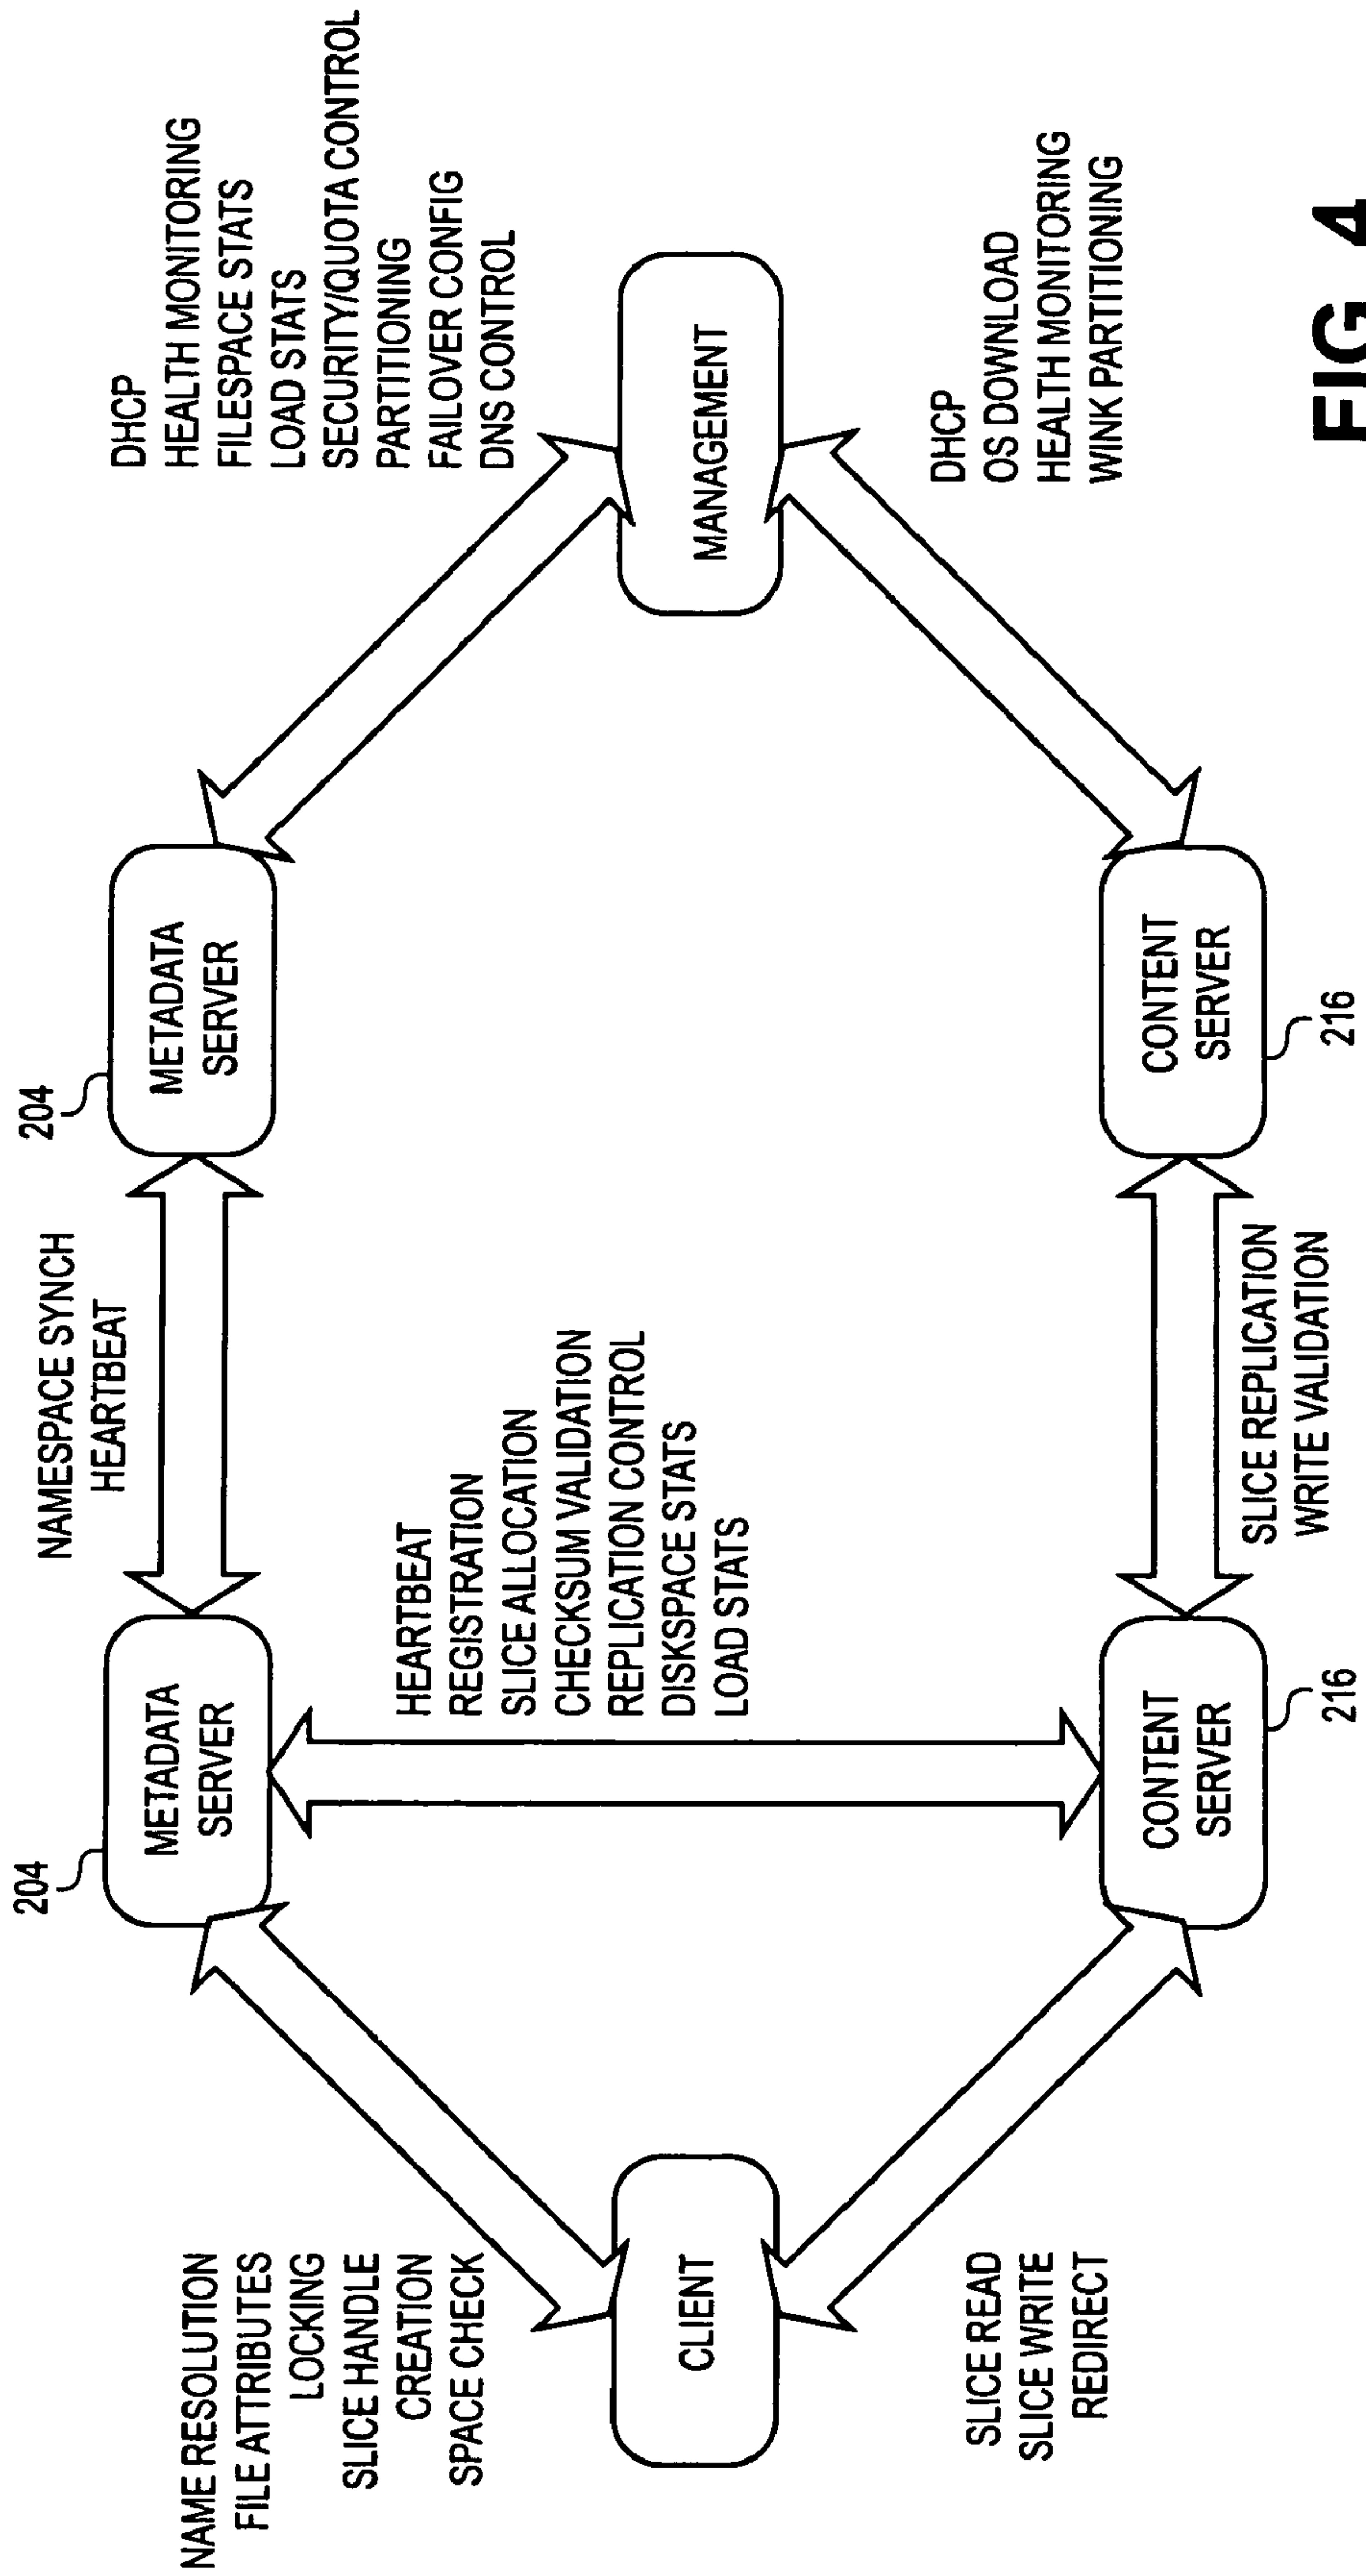 204
204
NAMESPACE SYNCH
HEARTBEAT
METADATA
SERVER
METADATA
SERVER
DHCP
HEALTH MONITORING
FILESPACE STATS
LOAD STATS
SECURITY/QUOTA CONTROL
PARTITIONING
FAILOVER CONFIG
DNS CONTROL
NAME RESOLUTION
FILE ATTRIBUTES
LOCKING
SLICE HANDLE
CREATION
SPACE CHECK
HEARTBEAT
REGISTRATION
SLICE ALLOCATION
CHECKSUM VALIDATION
REPLICATION CONTROL
DISKSPACE STATS
LOAD STATS
CLIENT
MANAGEMENT
SLICE READ
SLICE WRITE
REDIRECT
DHCP
OS DOWNLOAD
HEALTH MONITORING
WINK PARTITIONING
CONTENT
SERVER
CONTENT
SERVER
SLICE REPLICATION
WRITE VALIDATION
216
216
FIG. 4